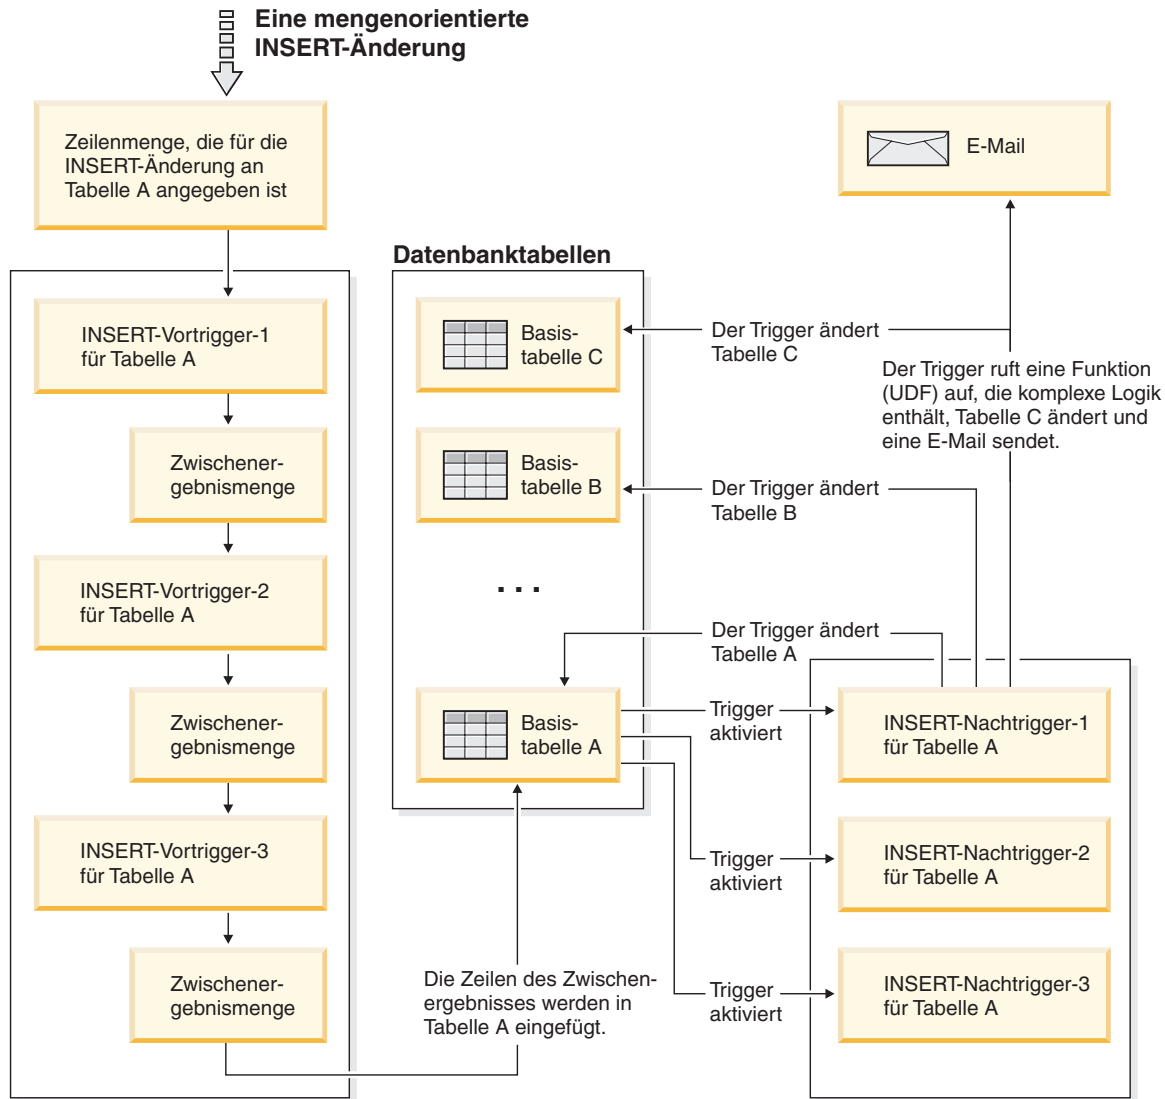 Eine mengenorientierte
INSERT-Änderung
Zeilenmenge, die für die
INSERT-Änderung an
Tabelle A angegeben ist
INSERT-Vortrigger-1
für Tabelle A
Zwischener-
gebnismenge
INSERT-Vortrigger-2
für Tabelle A
Zwischener-
gebnismenge
INSERT-Vortrigger-3
für Tabelle A
Zwischener-
gebnismenge
Datenbanktabellen
Basis-
tabelle C
Basis-
tabelle B
...
Basis-
tabelle A
Die Zeilen des Zwischen-
ergebnisses werden in
Tabelle A eingefügt.
E-Mail
Der Trigger ändert
Tabelle C
Der Trigger ruft eine Funktion
(UDF) auf, die komplexe Logik
enthält, Tabelle C ändert und
eine E-Mail sendet.
Der Trigger ändert
Tabelle B
Der Trigger ändert
Tabelle A
Trigger
aktiviert
INSERT-Nachtrigger-1
für Tabelle A
Trigger
aktiviert
INSERT-Nachtrigger-2
für Tabelle A
Trigger
aktiviert
INSERT-Nachtrigger-3
für Tabelle A